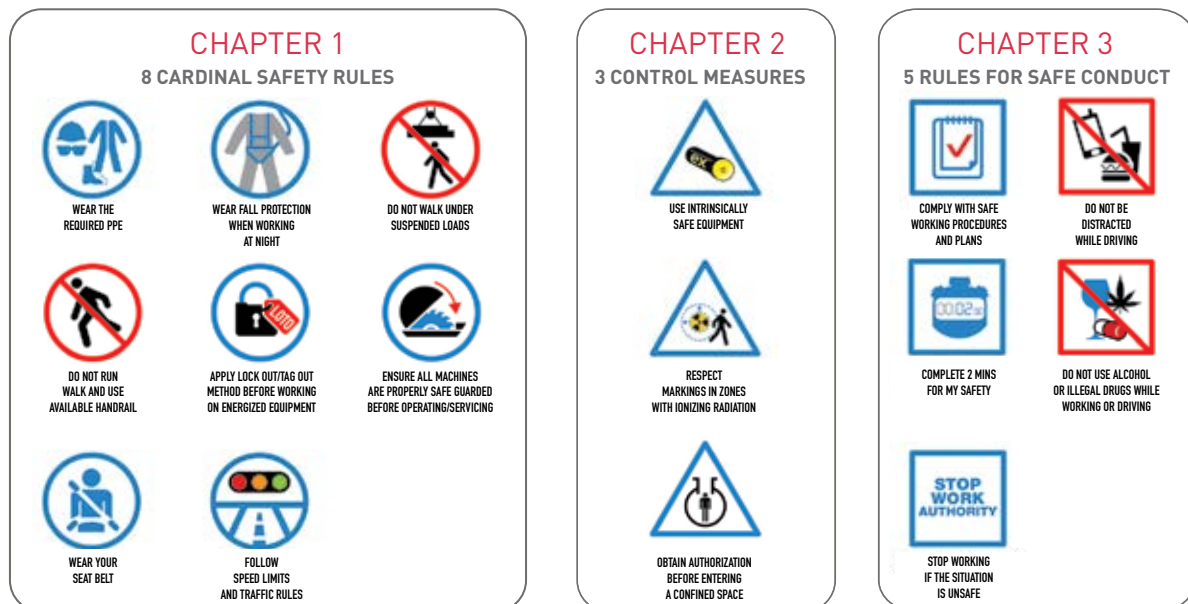 CHAPTER 1
8 CARDINAL SAFETY RULES
WEAR THE
REQUIRED PPE
WEAR FALL PROTECTION
WHEN WORKING
AT NIGHT
DO NOT WALK UNDER
SUSPENDED LOADS
DO NOT RUN
WALK AND USE
AVAILABLE HANDRAIL
LOTO
APPLY LOCK OUT/TAG OUT
METHOD BEFORE WORKING
ON ENERGIZED EQUIPMENT
ENSURE ALL MACHINES
ARE PROPERLY SAFE GUARDED
BEFORE OPERATING/SERVICING
WEAR YOUR
SEAT BELT
FOLLOW
SPEED LIMITS
AND TRAFFIC RULES
CHAPTER 2
3 CONTROL MEASURES
ex
USE INTRINSICALLY
SAFE EQUIPMENT
RESPECT
MARKINGS IN ZONES
WITH IONIZING RADIATION
OBTAIN AUTHORIZATION
BEFORE ENTERING
A CONFINED SPACE
CHAPTER 3
5 RULES FOR SAFE CONDUCT
COMPLY WITH SAFE
WORKING PROCEDURES
AND PLANS
DO NOT BE
DISTRACTED
WHILE DRIVING
00:02:00
COMPLETE 2 MINS
FOR MY SAFETY
DO NOT USE ALCOHOL
OR ILLEGAL DRUGS WHILE
WORKING OR DRIVING
STOP
WORK
AUTHORITY
STOP WORKING
IF THE SITUATION
IS UNSAFE